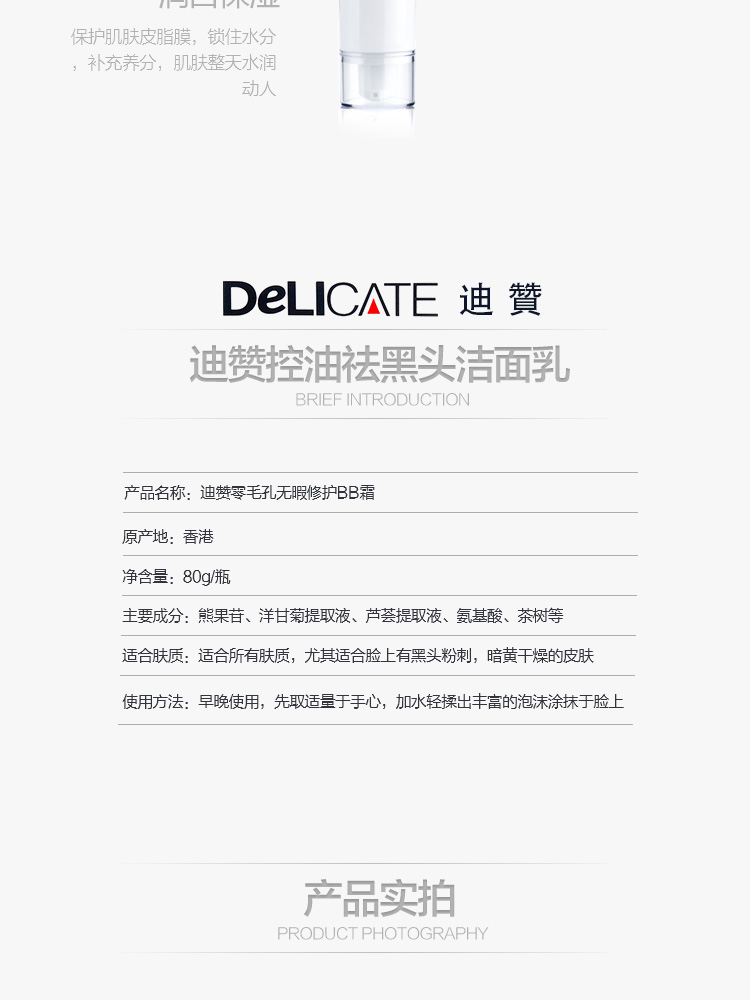 润白保湿
保护肌肤皮脂膜，锁住水分
，补充养分，肌肤整天水润
动人
DeLICATE 迪 贊
迪赞控油祛黑头洁面乳
BRIEF INTRODUCTION
产品名称：迪赞零毛孔无暇修护BB霜
原产地：香港
净含量：80g/瓶
主要成分：熊果苷、洋甘菊提取液、芦荟提取液、氨基酸、茶树等
适合肤质：适合所有肤质，尤其适合脸上有黑头粉刺，暗黄干燥的皮肤
使用方法：早晚使用，先取适量于手心，加水轻揉出丰富的泡沫涂抹于脸上
产品实拍
PRODUCT PHOTOGRAPHY